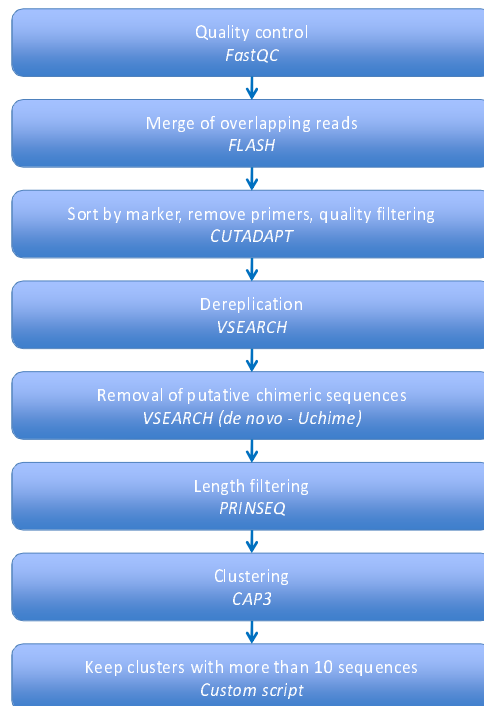 Quality control
FastQC
Merge of overlapping reads
FLASH
Sort by marker, remove primers, quality filtering
CUTADAPT
Dereplication
VSEARCH
Removal of putative chimeric sequences
VSEARCH (de novo - Uchime)
Length filtering
PRINSEQ
Clustering
CAP3
Keep clusters with more than 10 sequences
Custom script